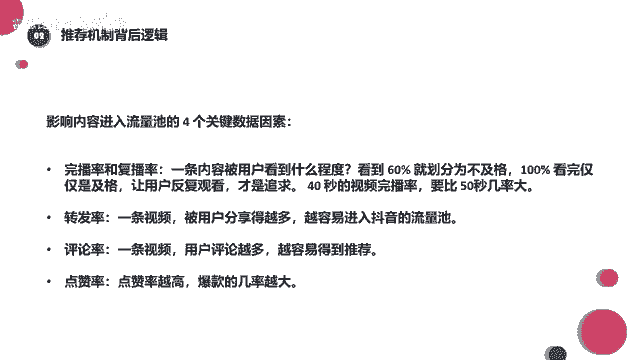 推荐机制背后逻辑
影响内容进入流量池的 4 个关键数据因素：
• 完播率和复播率：一条内容被用户看到什么程度？看到 60% 就划分为不及格，100% 看完仅
仅是及格，让用户反复观看，才是追求。 40 秒的视频完播率，要比 50秒几率大。
• 转发率：一条视频，被用户分享得越多，越容易进入抖音的流量池。
• 评论率：一条视频，用户评论越多，越容易得到推荐。
• 点赞率：点赞率越高，爆款的几率越大。